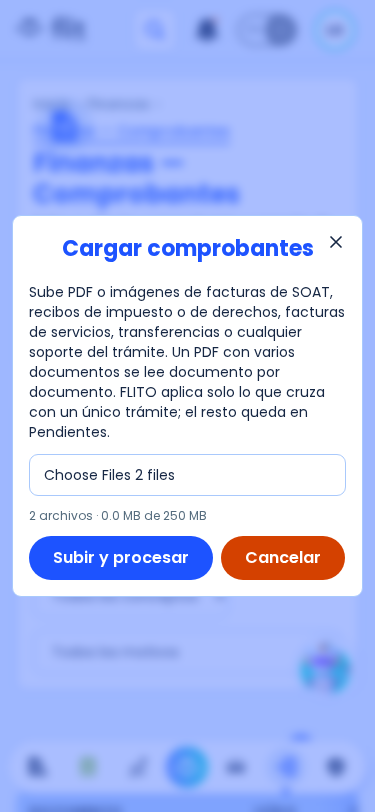 Finanzas —
Comprobantes
Cargar comprobantes
Sube PDF o imágenes de facturas de SOAT,
recibos de impuesto o de derechos, facturas
de servicios, transferencias o cualquier
soporte del trámite. Un PDF con varios
documentos se lee documento por
documento. FLITO aplica solo lo que cruza
con un único trámite; el resto queda en
Pendientes.
Choose Files 2 files
2 archivos · 0.0 MB de 250 MB
Subir y procesar
Cancelar